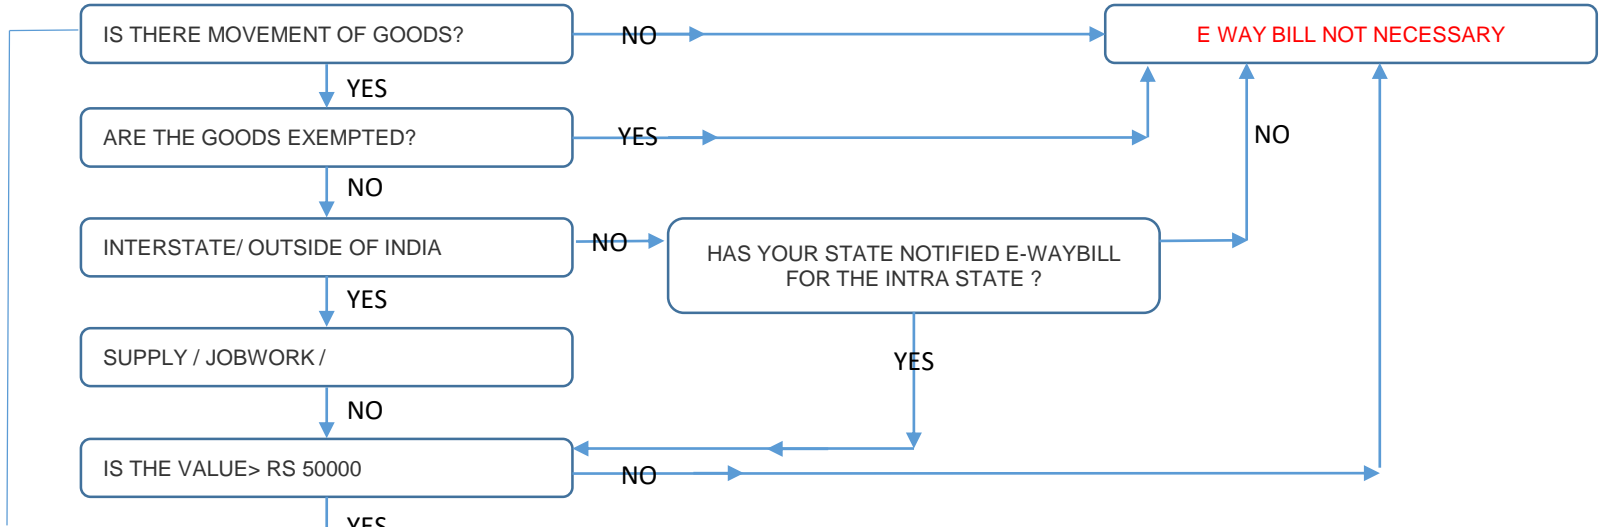 IS THERE MOVEMENT OF GOODS?
NO
E WAY BILL NOT NECESSARY
YES
ARE THE GOODS EXEMPTED?
YES
NO
NO
INTERSTATE/ OUTSIDE OF INDIA
NO
HAS YOUR STATE NOTIFIED E-WAYBILL
FOR THE INTRA STATE ?
YES
SUPPLY / JOBWORK /
YES
NO
IS THE VALUE> RS 50000
NO
YES